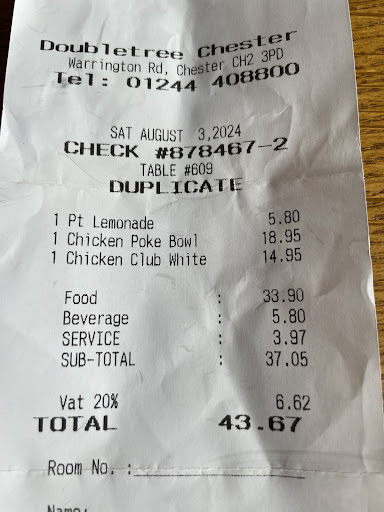 Doubletree Chester
Warrington Rd, Chester CH2 3PD
Tel: 01244 408800
SAT AUGUST 3,2024
CHECK #878467-2
TABLE #609
DUPLICATE
1 Pt Lemonade 5.80
1 Chicken Poke Bowl 18.95
1 Chicken Club White 14.95
Food : 33.90
Beverage : 5.80
SERVICE : 3.97
SUB-TOTAL : 37.05
Vat 20% 6.62
TOTAL 43.67
Room No. :
Name: